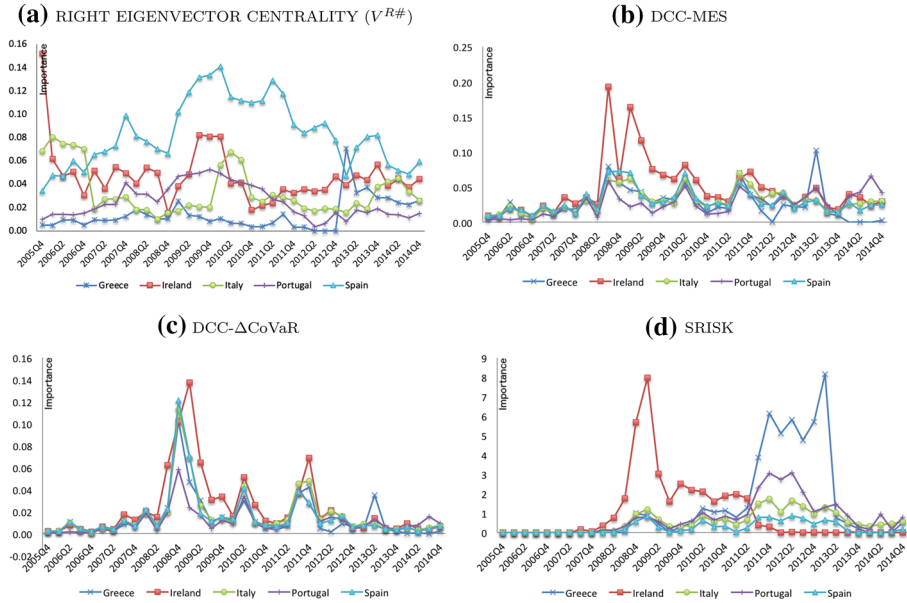 (a) RIGHT EIGENVECTOR CENTRALITY (V^{R#})
Importance
0.16
0.14
0.12
0.10
0.08
0.06
0.04
0.02
0.00
2005Q4 2006Q2 2006Q4 2007Q2 2007Q4 2008Q2 2008Q4 2009Q2 2009Q4 2010Q2 2010Q4 2011Q2 2011Q4 2012Q2 2012Q4 2013Q2 2013Q4 2014Q2 2014Q4
Greece Ireland Italy Portugal Spain
(b) DCC-MES
Importance
0.25
0.20
0.15
0.10
0.05
0.00
2005Q4 2006Q2 2006Q4 2007Q2 2007Q4 2008Q2 2008Q4 2009Q2 2009Q4 2010Q2 2010Q4 2011Q2 2011Q4 2012Q2 2012Q4 2013Q2 2013Q4 2014Q2 2014Q4
Greece Ireland Italy Portugal Spain
(c) DCC-ΔCoVaR
Importance
0.16
0.14
0.12
0.10
0.08
0.06
0.04
0.02
0.00
-0.02
2005Q4 2006Q2 2006Q4 2007Q2 2007Q4 2008Q2 2008Q4 2009Q2 2009Q4 2010Q2 2010Q4 2011Q2 2011Q4 2012Q2 2012Q4 2013Q2 2013Q4 2014Q2 2014Q4
Greece Ireland Italy Portugal Spain
(d) SRISK
Importance
9
8
7
6
5
4
3
2
1
0
2005Q4 2006Q2 2006Q4 2007Q2 2007Q4 2008Q2 2008Q4 2009Q2 2009Q4 2010Q2 2010Q4 2011Q2 2011Q4 2012Q2 2012Q4 2013Q2 2013Q4 2014Q2 2014Q4
Greece Ireland Italy Portugal Spain